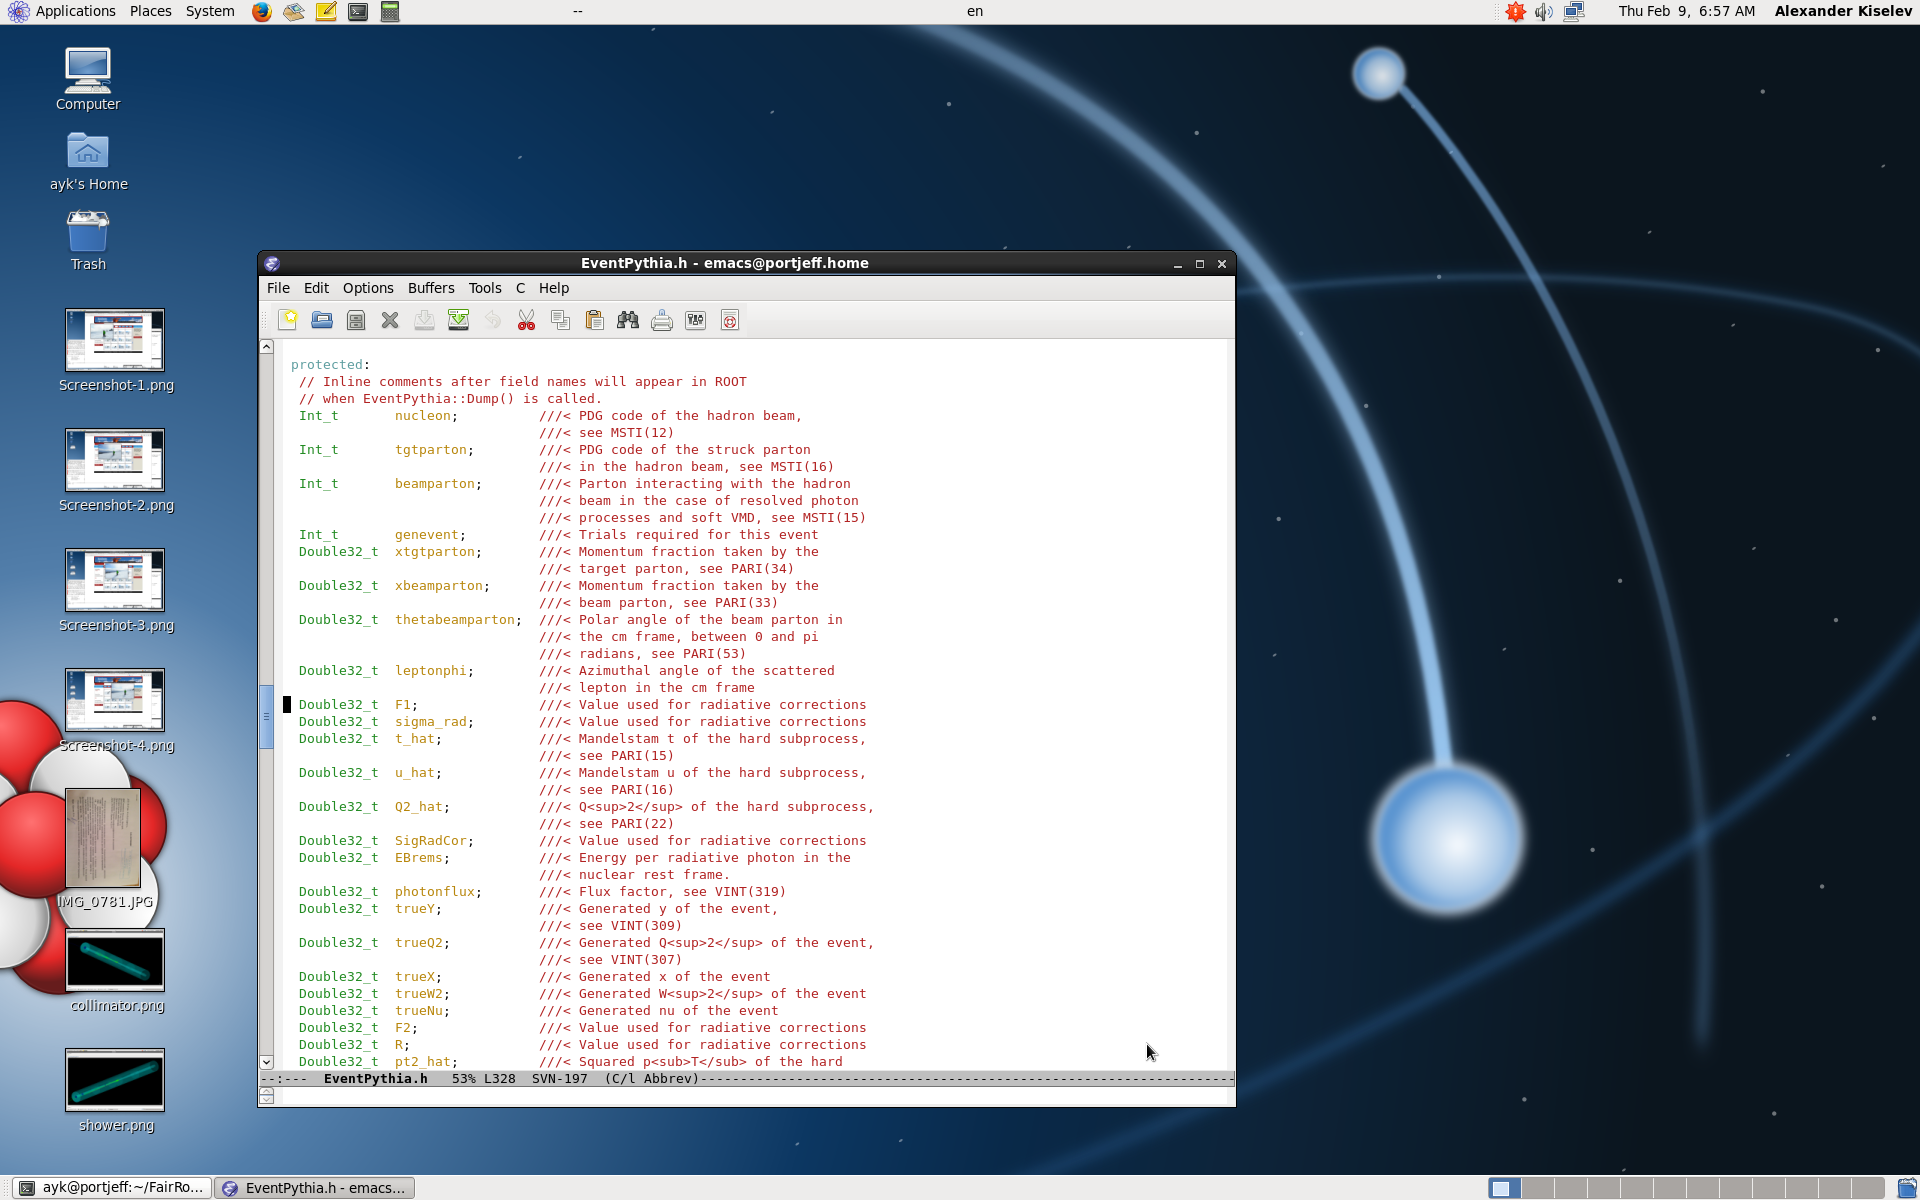 Applications Places System -- en Thu Feb 9, 6:57 AM Alexander Kiselev
Computer
ayk's Home
Trash
Screenshot-1.png
Screenshot-2.png
Screenshot-3.png
Screenshot-4.png
IMG_0781.JPG
collimator.png
shower.png
EventPythia.h - emacs@portjeff.home
File Edit Options Buffers Tools C Help
protected:
// Inline comments after field names will appear in ROOT
// when EventPythia::Dump() is called.
Int_t nucleon; ///< PDG code of the hadron beam,
///< see MSTI(12)
Int_t tgtparton; ///< PDG code of the struck parton
///< in the hadron beam, see MSTI(16)
Int_t beamparton; ///< Parton interacting with the hadron
///< beam in the case of resolved photon
///< processes and soft VMD, see MSTI(15)
Int_t genevent; ///< Trials required for this event
Double32_t xtgtparton; ///< Momentum fraction taken by the
///< target parton, see PARI(34)
Double32_t xbeamparton; ///< Momentum fraction taken by the
///< beam parton, see PARI(33)
Double32_t thetabeamparton; ///< Polar angle of the beam parton in
///< the cm frame, between 0 and pi
///< radians, see PARI(53)
Double32_t leptonphi; ///< Azimuthal angle of the scattered
///< lepton in the cm frame
Double32_t F1; ///< Value used for radiative corrections
Double32_t sigma_rad; ///< Value used for radiative corrections
Double32_t t_hat; ///< Mandelstam t of the hard subprocess,
///< see PARI(15)
Double32_t u_hat; ///< Mandelstam u of the hard subprocess,
///< see PARI(16)
Double32_t Q2_hat; ///< Q<sup>2</sup> of the hard subprocess,
///< see PARI(22)
Double32_t SigRadCor; ///< Value used for radiative corrections
Double32_t EBrems; ///< Energy per radiative photon in the
///< nuclear rest frame.
Double32_t photonflux; ///< Flux factor, see VINT(319)
Double32_t trueY; ///< Generated y of the event,
///< see VINT(309)
Double32_t trueQ2; ///< Generated Q<sup>2</sup> of the event,
///< see VINT(307)
Double32_t trueX; ///< Generated x of the event
Double32_t trueW2; ///< Generated W<sup>2</sup> of the event
Double32_t trueNu; ///< Generated nu of the event
Double32_t F2; ///< Value used for radiative corrections
Double32_t R; ///< Value used for radiative corrections
Double32_t pt2_hat; ///< Squared p<sub>T</sub> of the hard
--:--- EventPythia.h 53% L328 SVN-197 (C/l Abbrev)-------------------------------------------------------------------
ayk@portjeff:~/FairRo... EventPythia.h - emacs...